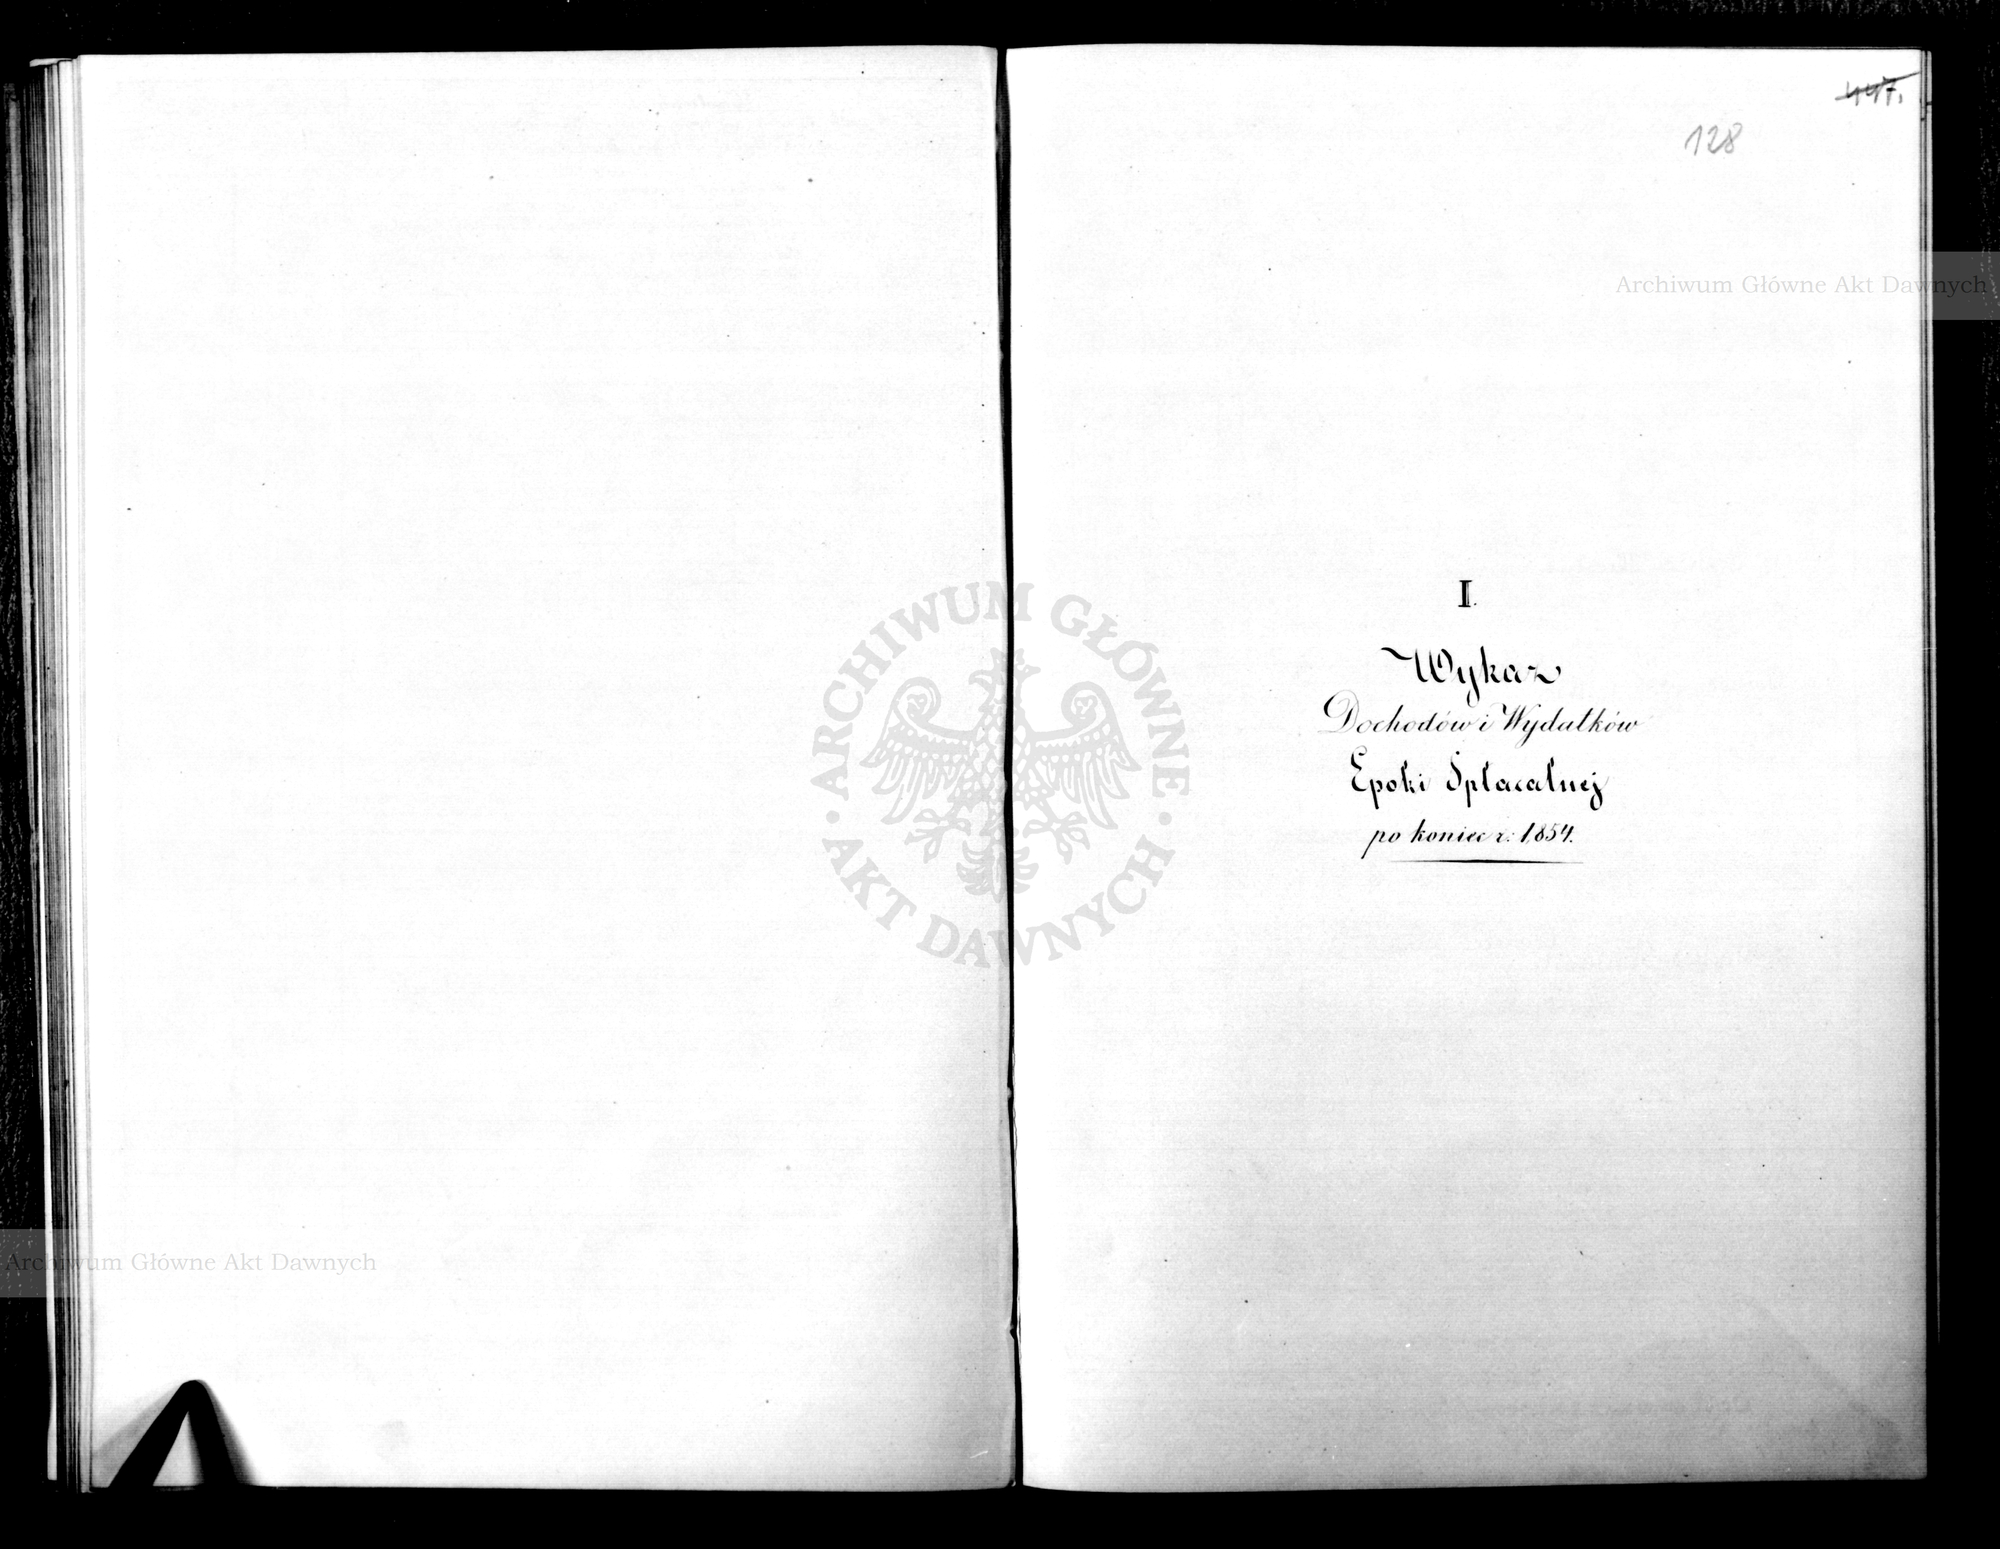 447.
128
Archiwum Główne Akt Dawnych
I.
Wykaz
Dochodów i Wydatków
Epoki Spłacalnej
po koniec r. 1854.
ARCHIWUM GŁÓWNE · AKT DAWNYCH ·
Archiwum Główne Akt Dawnych